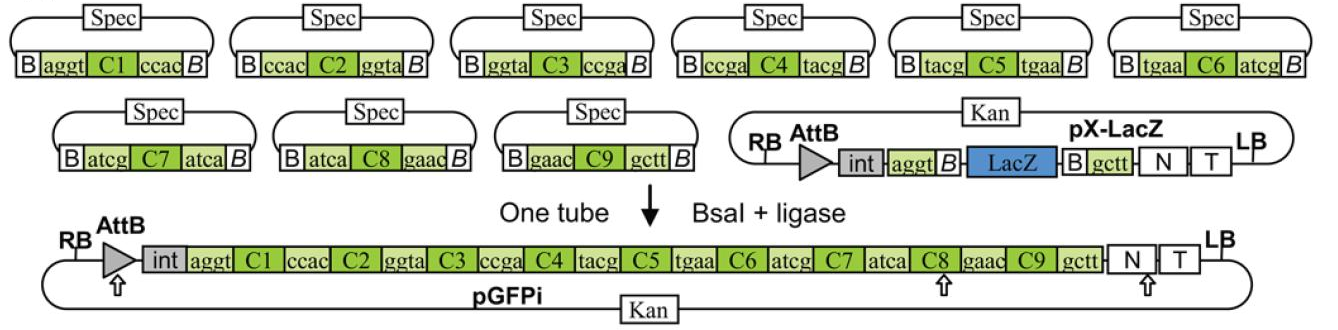 Spec Spec Spec Spec Spec Spec
B aggt C1 ccac B B ccac C2 ggta B B ggta C3 ccga B B ccga C4 tacg B B tacg C5 tgaa B B tgaa C6 atcg B
Spec Spec Spec Kan
RB AttB pX-LacZ LB
B atcg C7 atca B B atca C8 gaac B B gaac C9 gctt B int aggt B LacZ B gctt N T
One tube BsaI + ligase
RB AttB LB
int aggt C1 ccac C2 ggta C3 ccga C4 tacg C5 tgaa C6 atcg C7 atca C8 gaac C9 gctt N T
pGFPi Kan